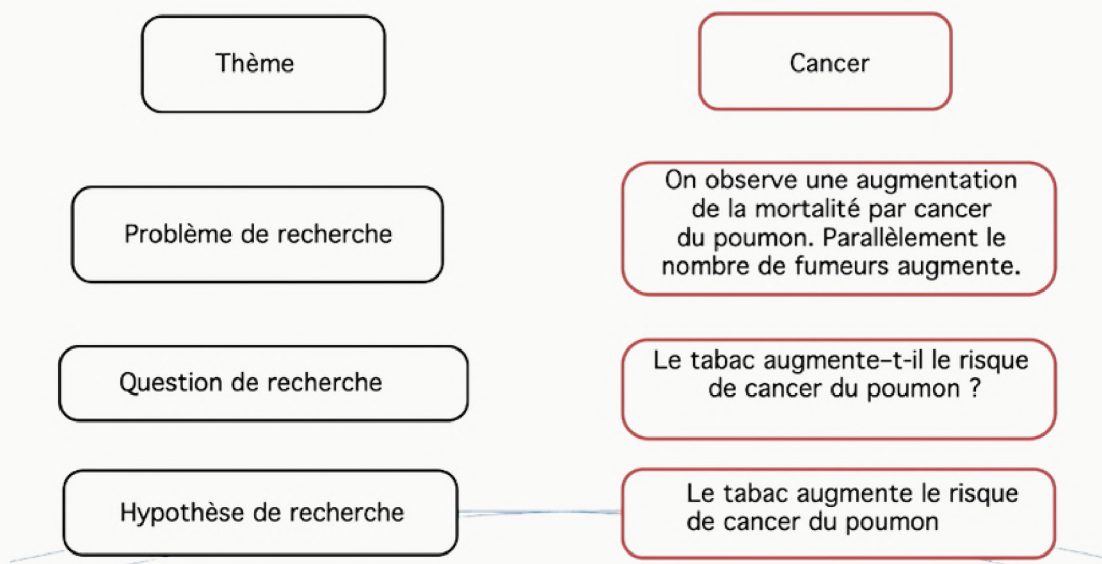 Thème
Cancer
Problème de recherche
On observe une augmentation
de la mortalité par cancer
du poumon. Parallèlement le
nombre de fumeurs augmente.
Question de recherche
Le tabac augmente-t-il le risque
de cancer du poumon ?
Hypothèse de recherche
Le tabac augmente le risque
de cancer du poumon